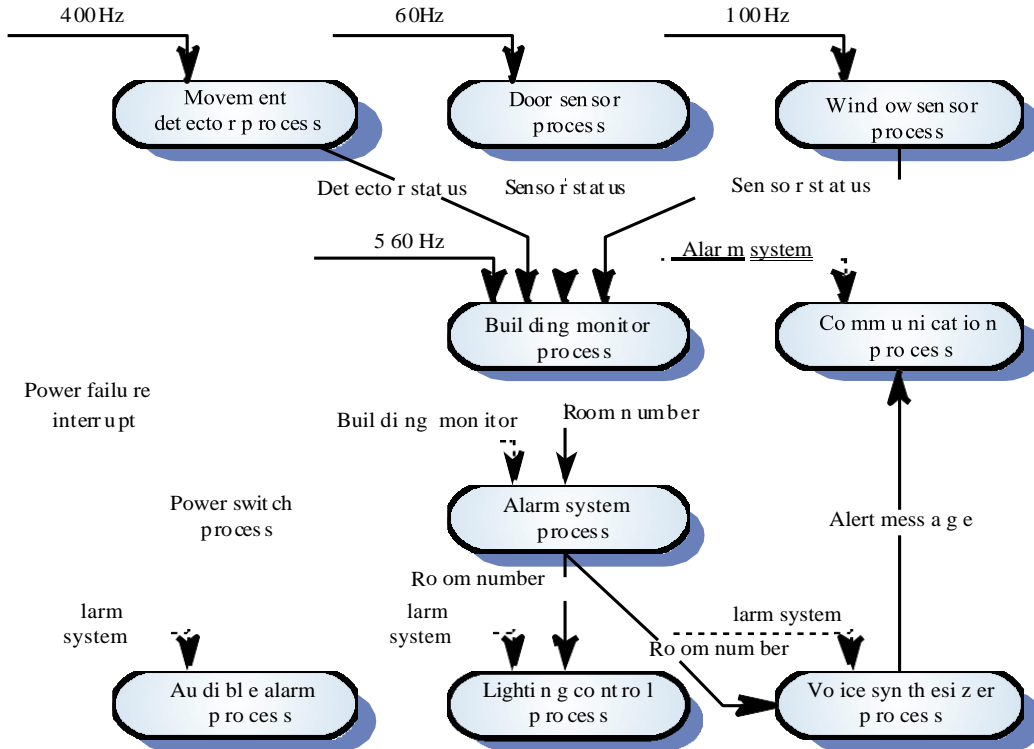 400Hz
60Hz
100Hz
Movement
detector process
Door sensor
process
Window sensor
process
Detector status
Sensor status
Sensor status
560Hz
Alarm system
Building monitor
process
Communication
process
Power failure
interrupt
Building monitor
Room number
Power switch
process
Alarm system
process
Alert message
Room number
larm
system
larm
system
larm system
Room number
Audible alarm
process
Lighting control
process
Voice synthesizer
process